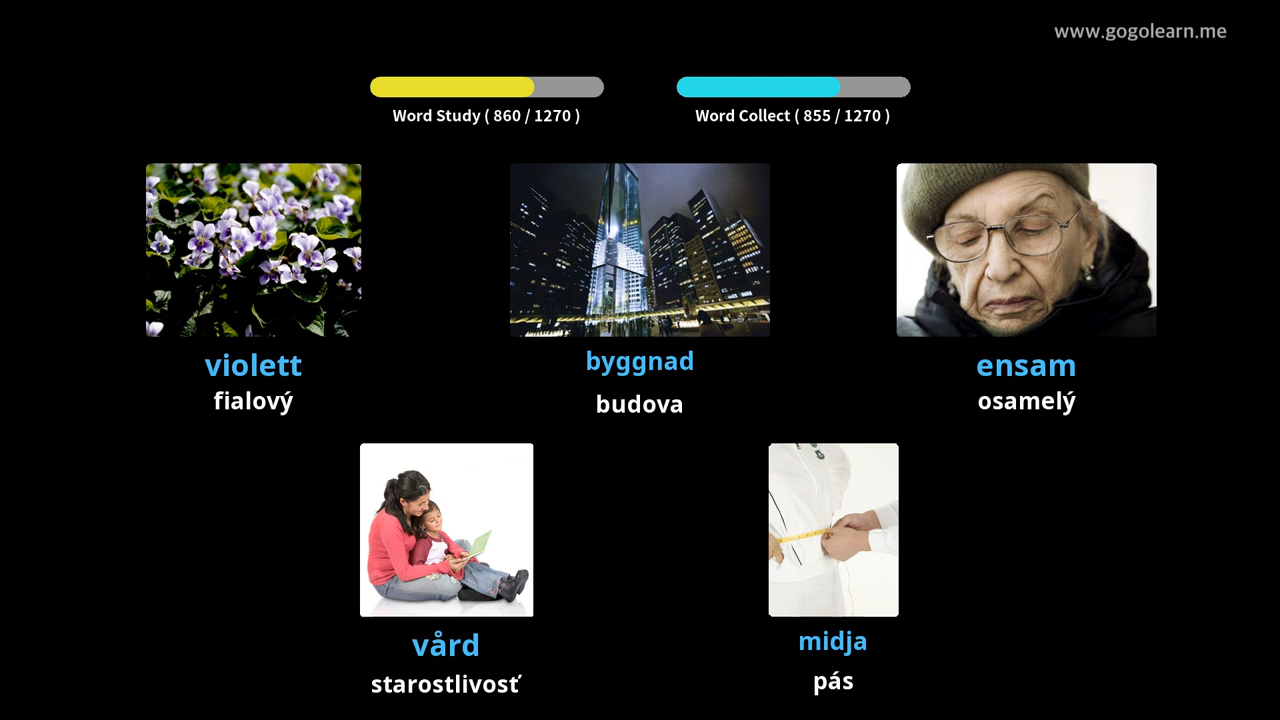 www.gogolearn.me
Word Study ( 860 / 1270 )
Word Collect ( 855 / 1270 )
violett
fialový
byggnad
budova
ensam
osamelý
vård
starostlivosť
midja
pás